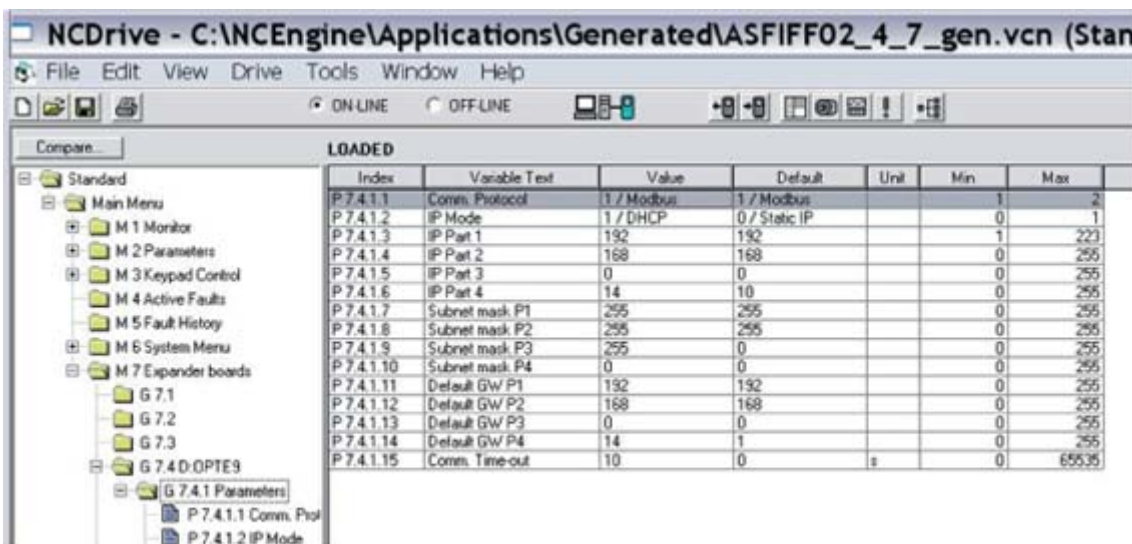 NCDrive - C:\NCEngine\Applications\Generated\ASFIFF02_4_7_gen.vcn (Stan
File Edit View Drive Tools Window Help
ON-LINE OFF-LINE
Compare... LOADED
Standard
Main Menu
M 1 Monitor
M 2 Parameters
M 3 Keypad Control
M 4 Active Faults
M 5 Fault History
M 6 System Menu
M 7 Expander boards
G 7.1
G 7.2
G 7.3
G 7.4 D:OPTE9
G 7.4.1 Parameters
P 7.4.1.1 Comm. Prot
P 7.4.1.2 IP Mode
Index Variable Text Value Default Unit Min Max
P 7.4.1.1 Comm. Protocol 1 / Modbus 1 / Modbus 1 2
P 7.4.1.2 IP Mode 1 / DHCP 0 / Static IP 0 1
P 7.4.1.3 IP Part 1 192 192 1 223
P 7.4.1.4 IP Part 2 168 168 0 255
P 7.4.1.5 IP Part 3 0 0 0 255
P 7.4.1.6 IP Part 4 14 10 0 255
P 7.4.1.7 Subnet mask P1 255 255 0 255
P 7.4.1.8 Subnet mask P2 255 255 0 255
P 7.4.1.9 Subnet mask P3 255 0 0 255
P 7.4.1.10 Subnet mask P4 0 0 0 255
P 7.4.1.11 Default GW P1 192 192 0 255
P 7.4.1.12 Default GW P2 168 168 0 255
P 7.4.1.13 Default GW P3 0 0 0 255
P 7.4.1.14 Default GW P4 14 1 0 255
P 7.4.1.15 Comm. Time-out 10 0 s 0 65535